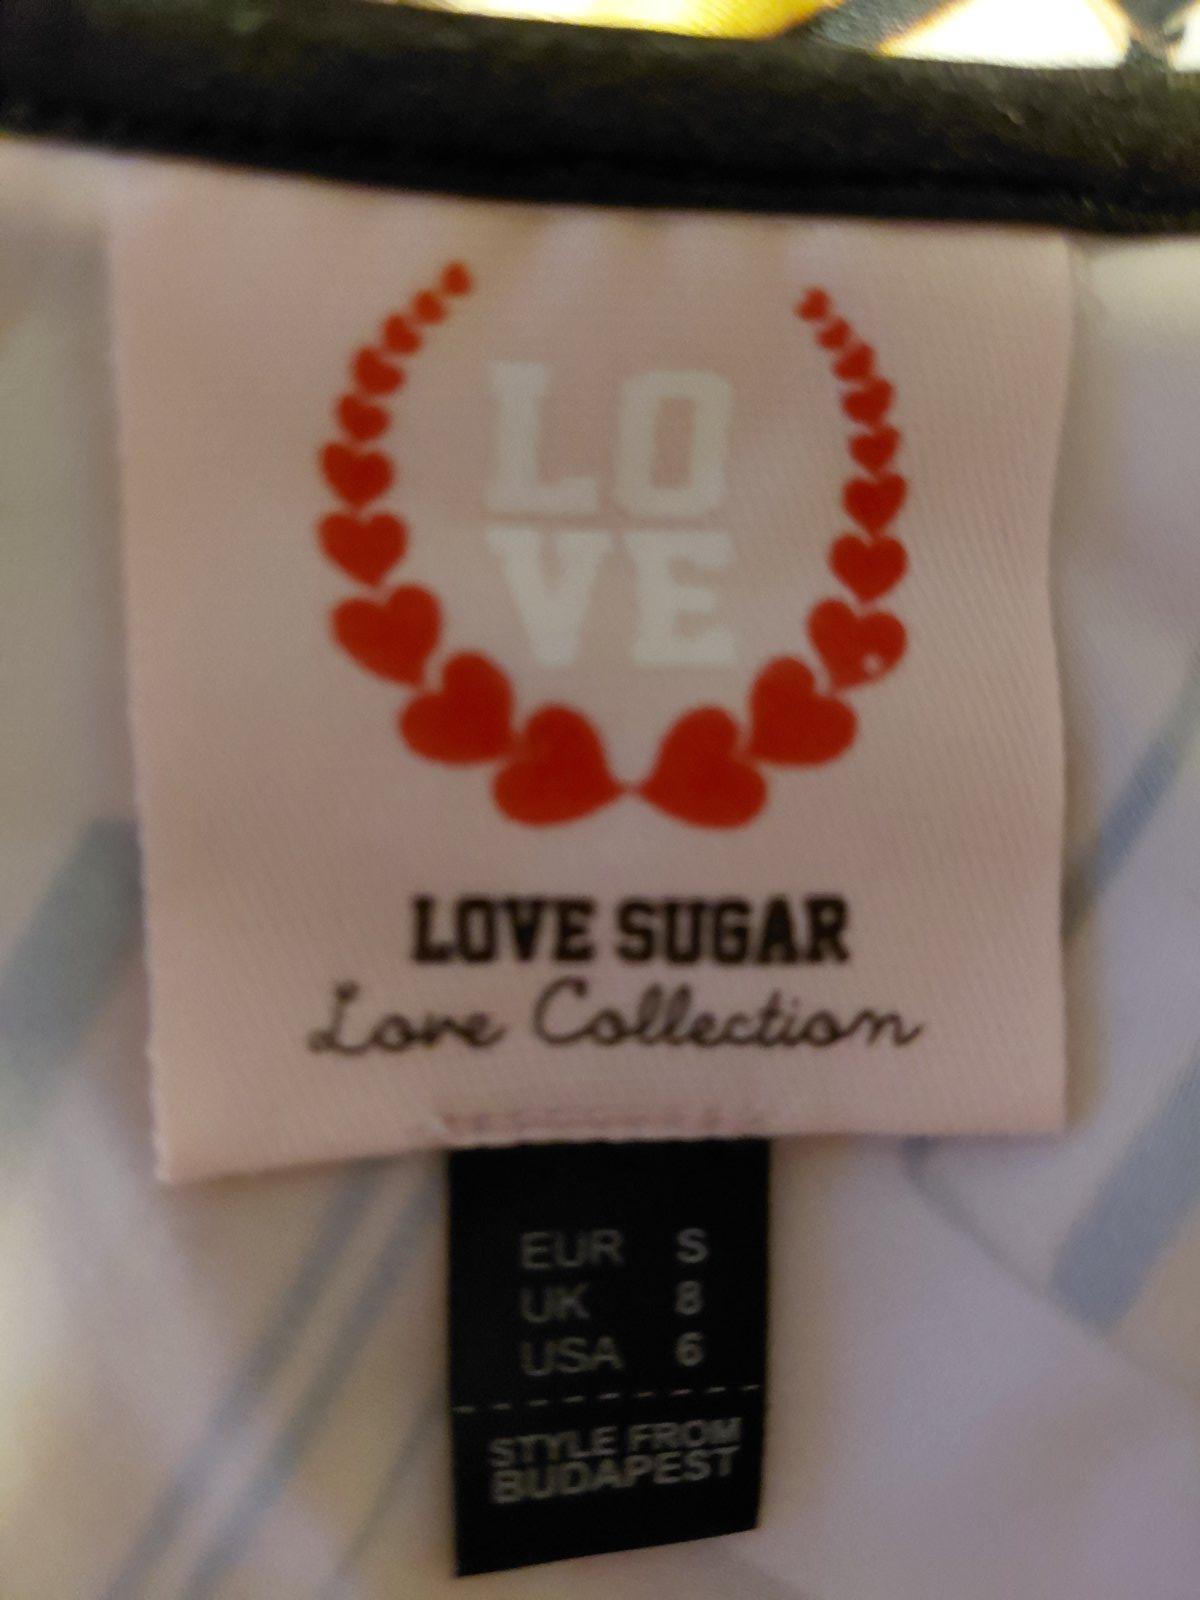 LO
VE
LOVE SUGAR
Love Collection
EUR S
UK 8
USA 6
STYLE FROM
BUDAPEST